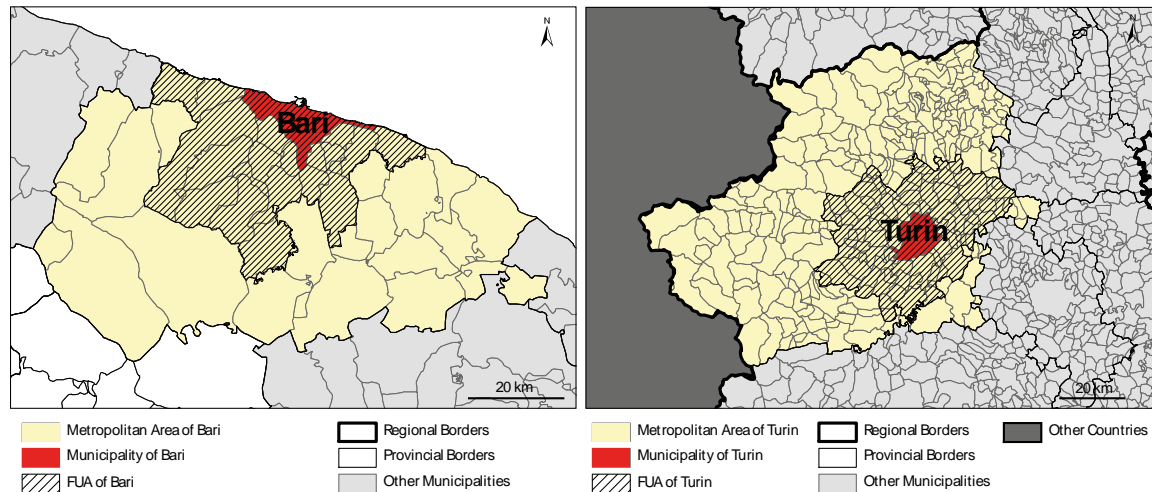 N
Bari
20 km
N
Turin
20 km
Metropolitan Area of Bari
Regional Borders
Municipality of Bari
Provincial Borders
FUA of Bari
Other Municipalities
Metropolitan Area of Turin
Regional Borders
Other Countries
Municipality of Turin
Provincial Borders
FUA of Turin
Other Municipalities